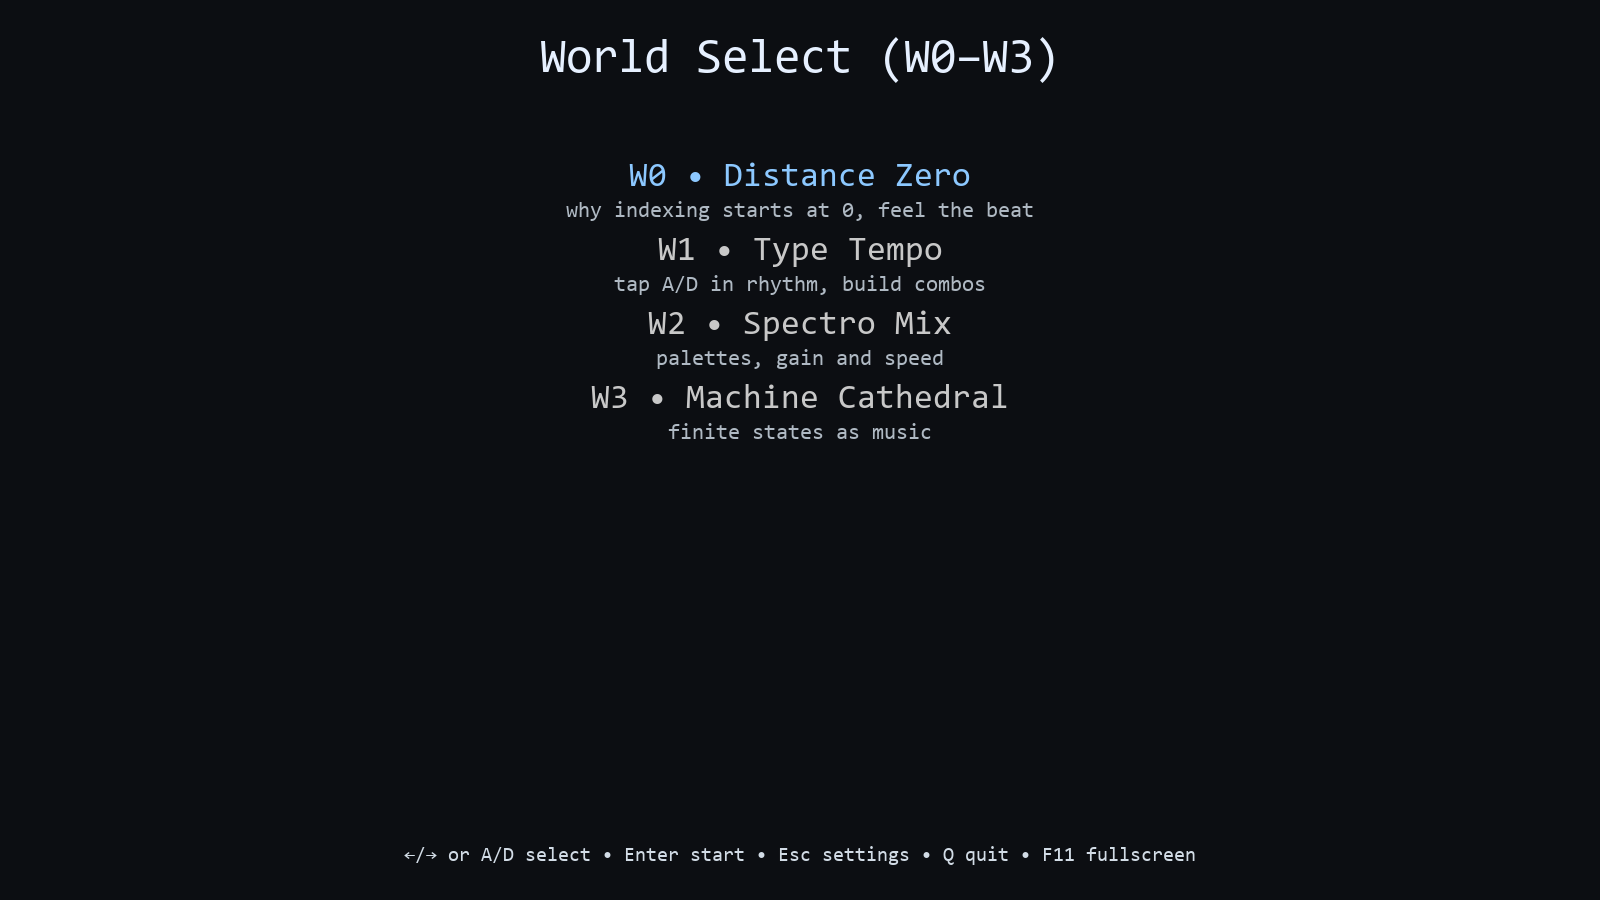 World Select (W0–W3)
W0 • Distance Zero
why indexing starts at 0, feel the beat
W1 • Type Tempo
tap A/D in rhythm, build combos
W2 • Spectro Mix
palettes, gain and speed
W3 • Machine Cathedral
finite states as music
←/→ or A/D select • Enter start • Esc settings • Q quit • F11 fullscreen